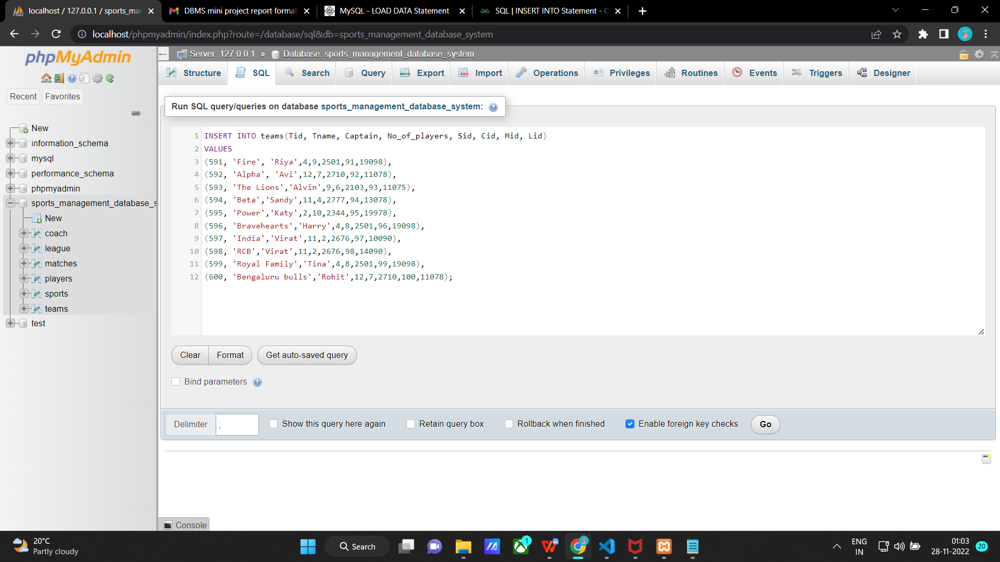 localhost / 127.0.0.1 / sports_mar
DBMS mini project report format
MySQL - LOAD DATA Statement
SQL | INSERT INTO Statement - G
localhost/phpmyadmin/index.php?route=/database/sql&db=sports_management_database_system
phpMyAdmin
Server: 127.0.0.1 » Database: sports_management_database_system
Structure SQL Search Query Export Import Operations Privileges Routines Events Triggers Designer
Recent Favorites
New
information_schema
mysql
performance_schema
phpmyadmin
sports_management_database_s
New
coach
league
matches
players
sports
teams
test
Run SQL query/queries on database sports_management_database_system:
1 INSERT INTO teams(Tid, Tname, Captain, No_of_players, Sid, Cid, Mid, Lid)
2 VALUES
3 (591, 'Fire', 'Riya',4,9,2501,91,19098),
4 (592, 'Alpha', 'Avi',12,7,2710,92,11078),
5 (593, 'The Lions','Alvin',9,6,2103,93,11075),
6 (594, 'Beta','Sandy',11,4,2777,94,13078),
7 (595, 'Power','Katy',2,10,2344,95,19978),
8 (596, 'Bravehearts','Harry',4,8,2501,96,19098),
9 (597, 'India','Virat',11,2,2676,97,10090),
10 (598, 'RCB','Virat',11,2,2676,98,14090),
11 (599, 'Royal Family','Tina',4,8,2501,99,19098),
12 (600, 'Bengaluru bulls','Rohit',12,7,2710,100,11078);
Clear Format Get auto-saved query
Bind parameters
Delimiter ; Show this query here again Retain query box Rollback when finished Enable foreign key checks Go
Console
20°C
Partly cloudy
Search
1
ENG
IN
01:03
28-11-2022
20